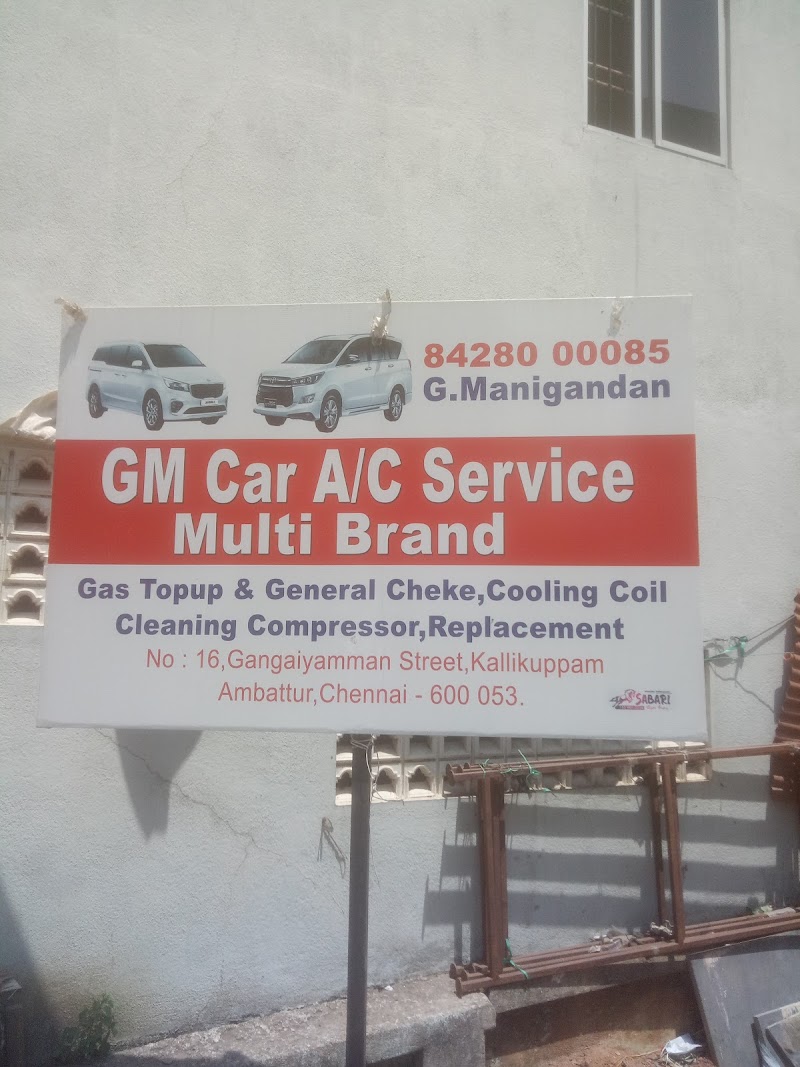 84280 00085
G.Manigandan
GM Car A/C Service
Multi Brand
Gas Topup & General Cheke,Cooling Coil
Cleaning Compressor,Replacement
No : 16,Gangaiyamman Street,Kallikuppam
Ambattur,Chennai - 600 053.
SABARI